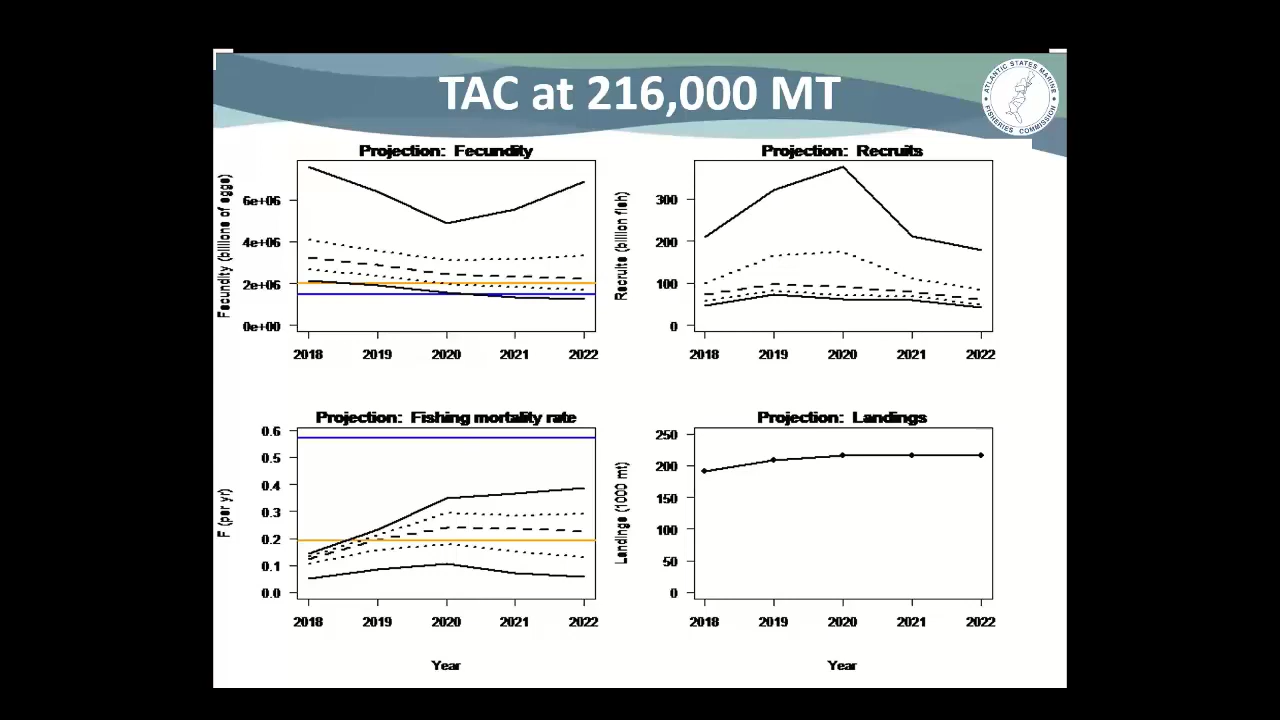 TAC at 216,000 MT
ATLANTIC STATES MARINE
FISHERIES COMMISSION
Projection: Fecundity
Fecundity (billions of eggs)
6e+06
4e+06
2e+06
0e+00
2018 2019 2020 2021 2022
Projection: Recruits
Recruits (billion fish)
300
200
100
0
2018 2019 2020 2021 2022
Projection: Fishing mortality rate
F (per yr)
0.6
0.5
0.4
0.3
0.2
0.1
0.0
2018 2019 2020 2021 2022
Year
Projection: Landings
Landings (1000 mt)
250
200
150
100
50
0
2018 2019 2020 2021 2022
Year